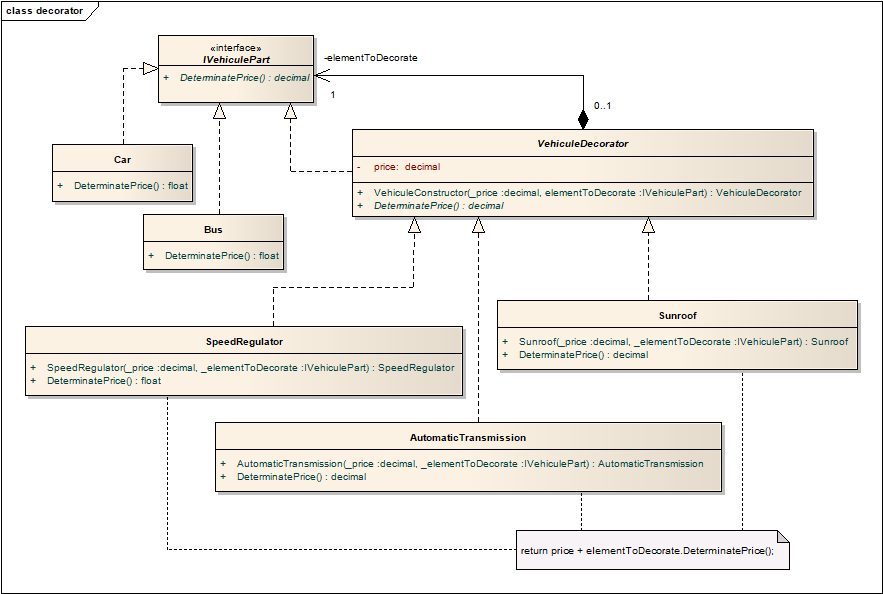 class decorator
«interface»
IVehiculePart
+ DeterminatePrice() : decimal
-elementToDecorate
1
0..1
VehiculeDecorator
- price: decimal
+ VehiculeConstructor(_price :decimal, elementToDecorate :IVehiculePart) : VehiculeDecorator
+ DeterminatePrice() : decimal
Car
+ DeterminatePrice() : float
Bus
+ DeterminatePrice() : float
Sunroof
+ Sunroof(_price :decimal, _elementToDecorate :IVehiculePart) : Sunroof
+ DeterminatePrice() : decimal
SpeedRegulator
+ SpeedRegulator(_price :decimal, _elementToDecorate :IVehiculePart) : SpeedRegulator
+ DeterminatePrice() : float
AutomaticTransmission
+ AutomaticTransmission(_price :decimal, _elementToDecorate :IVehiculePart) : AutomaticTransmission
+ DeterminatePrice() : decimal
return price + elementToDecorate.DeterminatePrice();